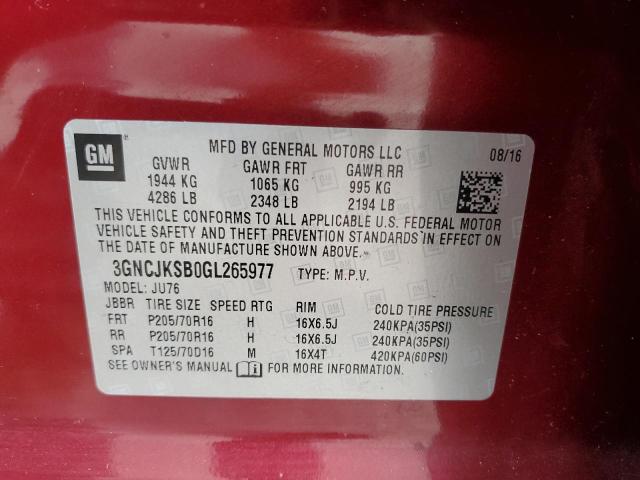 GM ®
MFD BY GENERAL MOTORS LLC 08/16
GVWR GAWR FRT GAWR RR
1944 KG 1065 KG 995 KG
4286 LB 2348 LB 2194 LB
THIS VEHICLE CONFORMS TO ALL APPLICABLE U.S. FEDERAL MOTOR
VEHICLE SAFETY AND THEFT PREVENTION STANDARDS IN EFFECT ON
THE DATE OF MANUFACTURE SHOWN ABOVE.
3GNCJKSB0GL265977 TYPE: M.P.V.
MODEL: JU76
JBBR TIRE SIZE SPEED RTG RIM COLD TIRE PRESSURE
FRT P205/70R16 H 16X6.5J 240KPA(35PSI)
RR P205/70R16 H 16X6.5J 240KPA(35PSI)
SPA T125/70D16 M 16X4T 420KPA(60PSI)
SEE OWNER'S MANUAL FOR MORE INFORMATION.